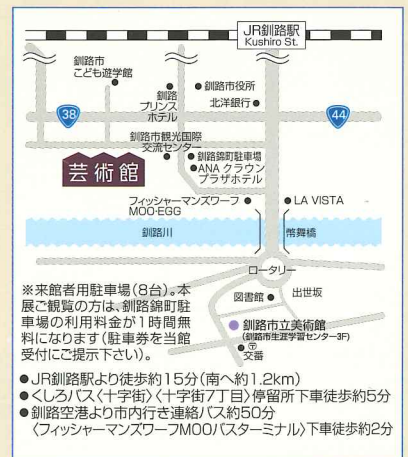 JR釧路駅
Kushiro St.
釧路市
こども遊学館
釧路
プリンス
ホテル
釧路市役所
北洋銀行
38
44
釧路市観光国際
交流センター
釧路錦町駐車場
ANA クラウン
プラザホテル
芸術館
フィッシャーマンズワーフ
MOO・EGG
LA VISTA
釧路川
幣舞橋
ロータリー
図書館
出世坂
釧路市立美術館
(釧路市生涯学習センター3F)
〒
交番
※来館者用駐車場(8台)。本
展ご観覧の方は、釧路錦町駐
車場の利用料金が1時間無
料になります(駐車券を当館
受付にご提示下さい)。
●JR釧路駅より徒歩約15分(南へ約1.2km)
●くしろバス〈十字街〉〈十字街7丁目〉停留所下車徒歩約5分
●釧路空港より市内行き連絡バス約50分
〈フィッシャーマンズワーフMOOバスターミナル〉下車徒歩約2分